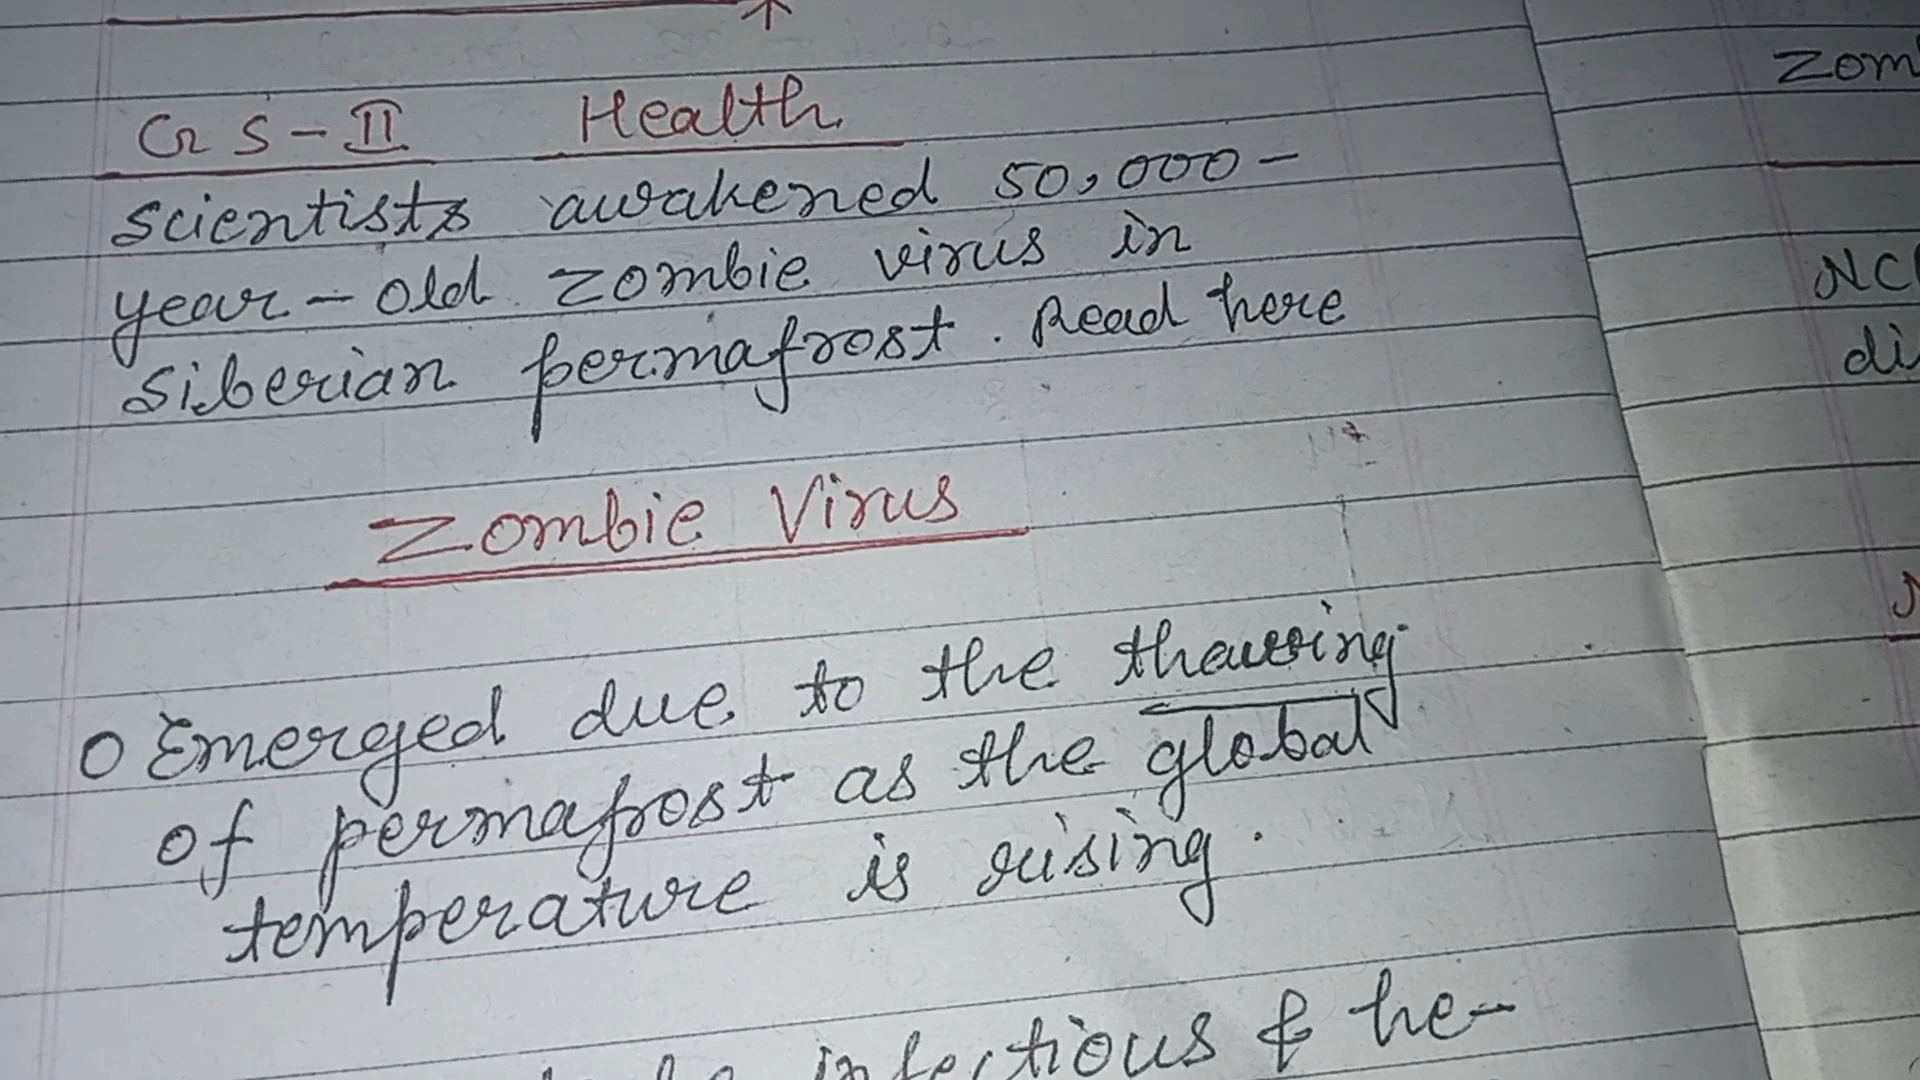 GS-II Health
Scientists awakened 50,000-
year-old zombie virus in
Siberian permafrost. Read here
Zombie Virus
o Emerged due to the thawing
of permafrost as the global
temperature is rising.
infectious & he-
Zom
NC
di